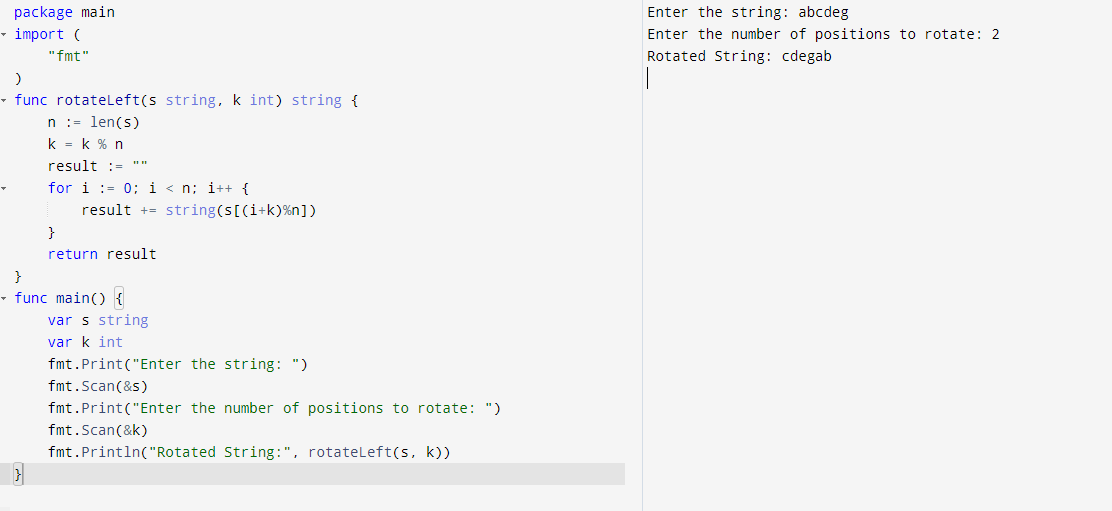 package main
import (
    "fmt"
)
func rotateLeft(s string, k int) string {
    n := len(s)
    k = k % n
    result := ""
    for i := 0; i < n; i++ {
        result += string(s[(i+k)%n])
    }
    return result
}
func main() {
    var s string
    var k int
    fmt.Print("Enter the string: ")
    fmt.Scan(&s)
    fmt.Print("Enter the number of positions to rotate: ")
    fmt.Scan(&k)
    fmt.Println("Rotated String:", rotateLeft(s, k))
}
Enter the string: abcdeg
Enter the number of positions to rotate: 2
Rotated String: cdegab